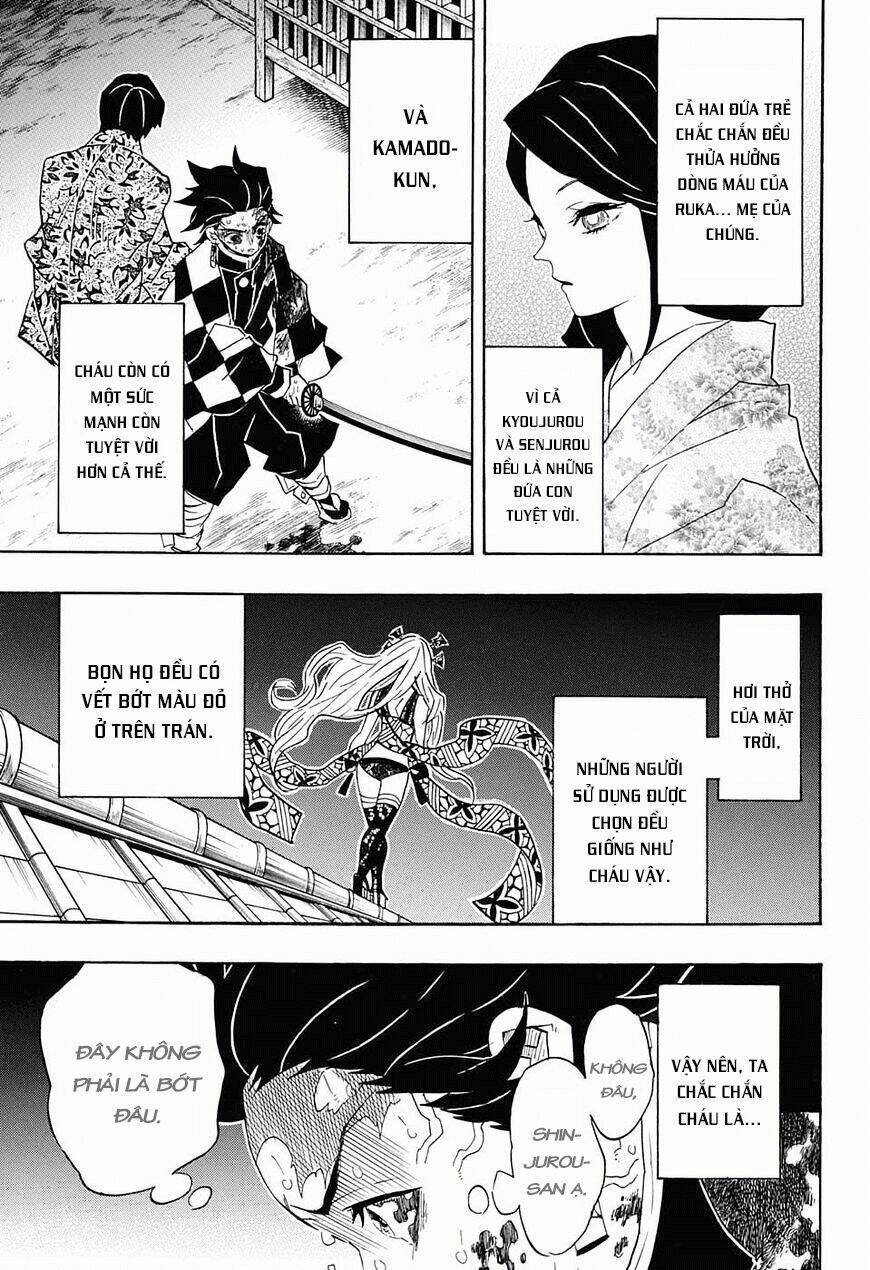 CẢ HAI ĐỨA TRẺ
CHẮC CHẮN ĐỀU
THỬA HƯỞNG
DÒNG MÁU CỦA
RUKA... MẸ CỦA
CHÚNG.
VÌ CẢ
KYOUJUROU
VÀ SENJUROU
ĐỀU LÀ NHỮNG
ĐỨA CON
TUYỆT VỜI.
VÀ
KAMADO-
KUN,
CHÁU CÒN CÓ
MỘT SỨC
MẠNH CÒN
TUYỆT VỜI
HƠN CẢ THẾ.
HƠI THỞ
CỦA MẶT
TRỜI,
NHỮNG NGƯỜI
SỬ DỤNG ĐƯỢC
CHỌN ĐỀU
GIỐNG NHƯ
CHÁU VẬY.
BỌN HỌ ĐỀU CÓ
VẾT BỚT MÀU ĐỎ
Ở TRÊN TRÁN.
VẬY NÊN, TA
CHẮC CHẮN
CHÁU LÀ...
KHÔNG
ĐÂU,
SHIN-
JUROU-
SAN Ạ.
ĐÂY KHÔNG
PHẢI LÀ BỚT
ĐÂU.